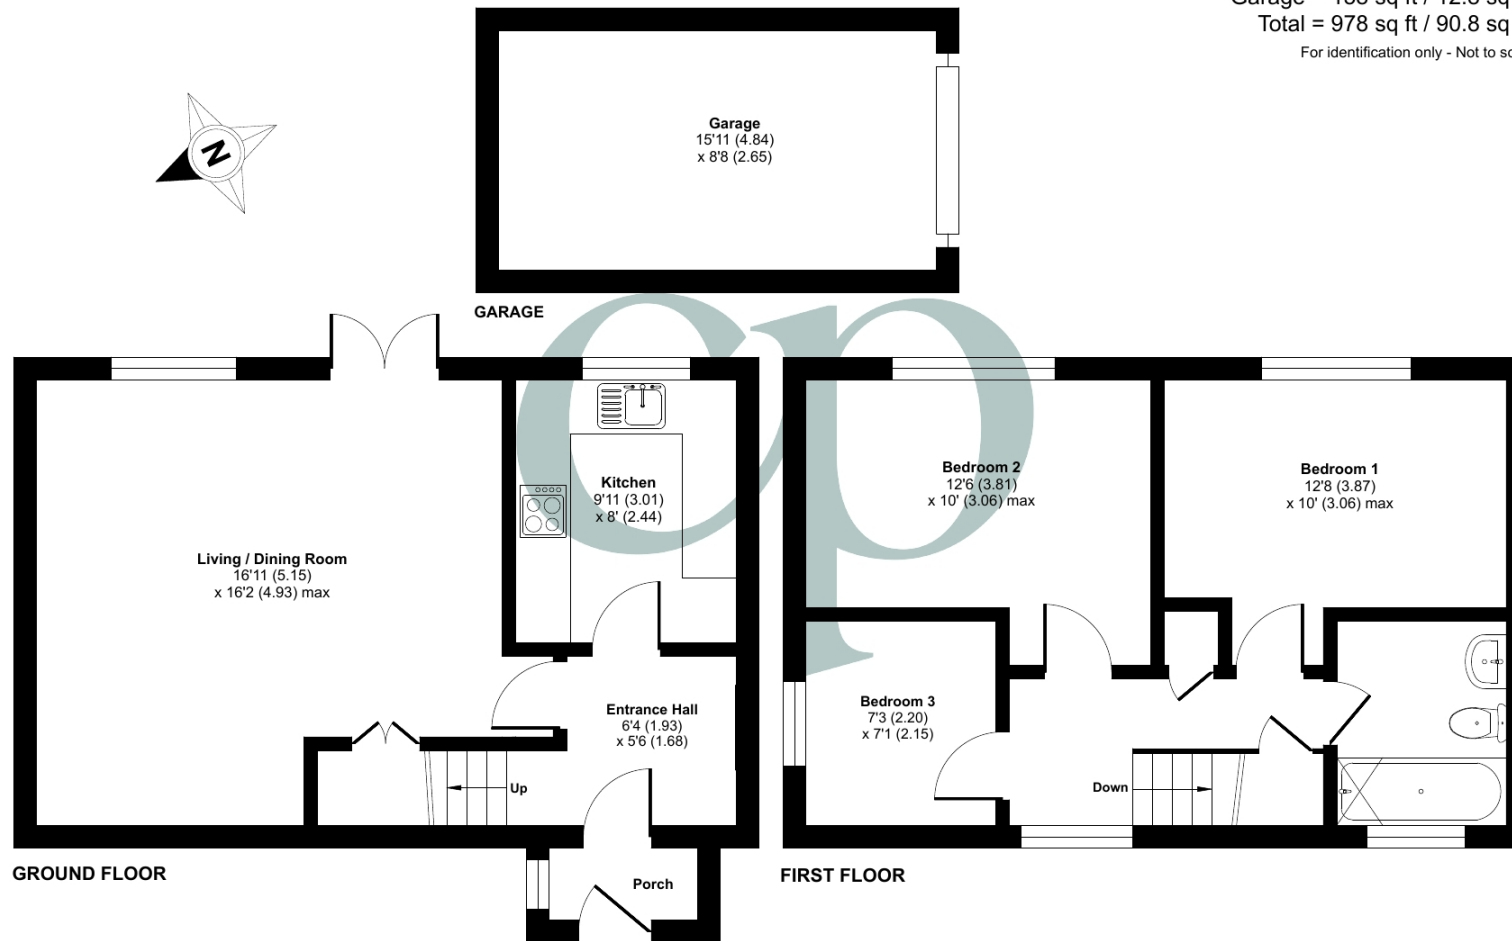 Total = 978 sq ft / 90.8 sq
For identification only - Not to
N
Garage
15'11 (4.84)
x 8'8 (2.65)
GARAGE
cp
Kitchen
9'11 (3.01)
x 8' (2.44)
Living / Dining Room
16'11 (5.15)
x 16'2 (4.93) max
Entrance Hall
6'4 (1.93)
x 5'6 (1.68)
Up
Porch
GROUND FLOOR
Bedroom 2
12'6 (3.81)
x 10' (3.06) max
Bedroom 1
12'8 (3.87)
x 10' (3.06) max
Bedroom 3
7'3 (2.20)
x 7'1 (2.15)
Down
FIRST FLOOR